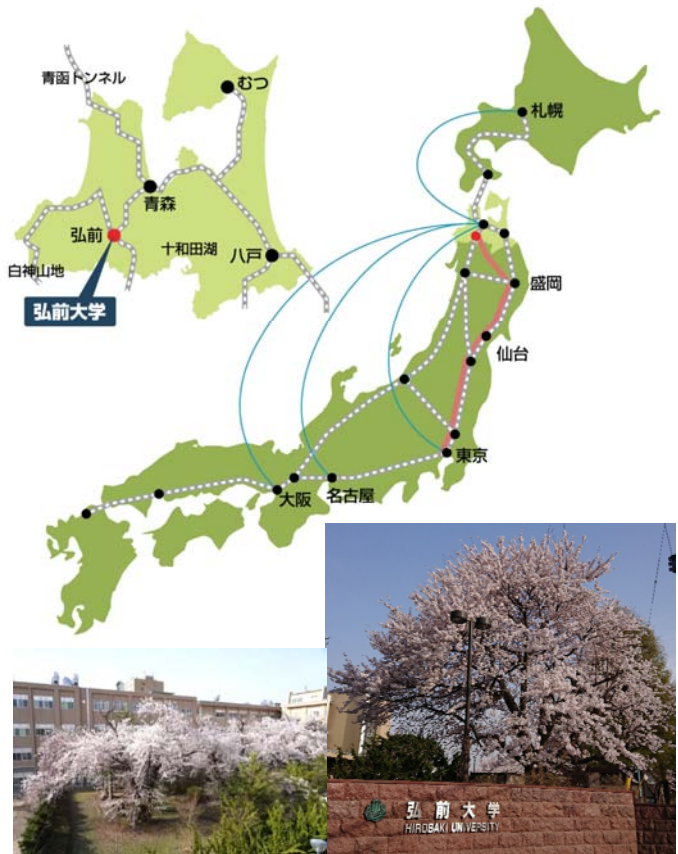 青函トンネル
むつ
青森
弘前
十和田湖
八戸
白神山地
弘前大学
札幌
盛岡
仙台
東京
名古屋
大阪
弘前大学
HIROSAKI UNIVERSITY